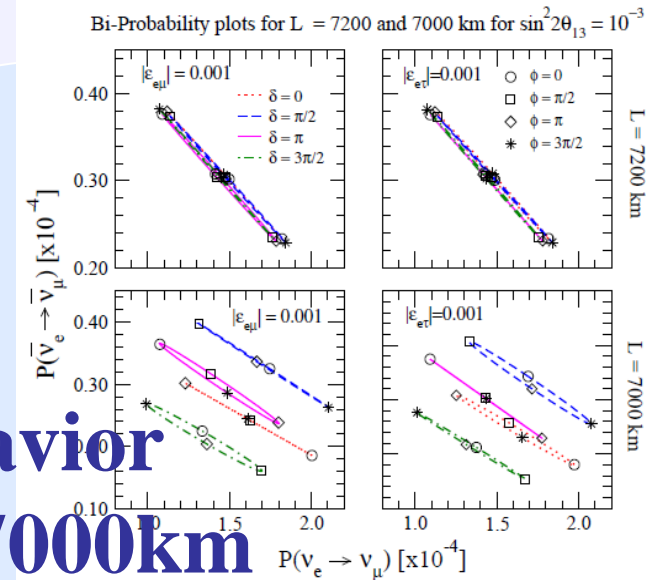 Bi-Probability plots for L = 7200 and 7000 km for sin²2θ₁₃ = 10⁻³
|ε_eμ| = 0.001
δ = 0
δ = π/2
δ = π
δ = 3π/2
|ε_eτ|=0.001
φ = 0
φ = π/2
φ = π
φ = 3π/2
L = 7200 km
0.40
0.30
0.20
|ε_eμ| = 0.001
|ε_eτ|=0.001
L = 7000 km
0.40
0.30
0.10
P(ν̄_e → ν̄_μ) [x10⁻⁴]
1.5 2.0
1.0 1.5 2.0
P(ν_e → ν_μ) [x10⁻⁴]
7000km